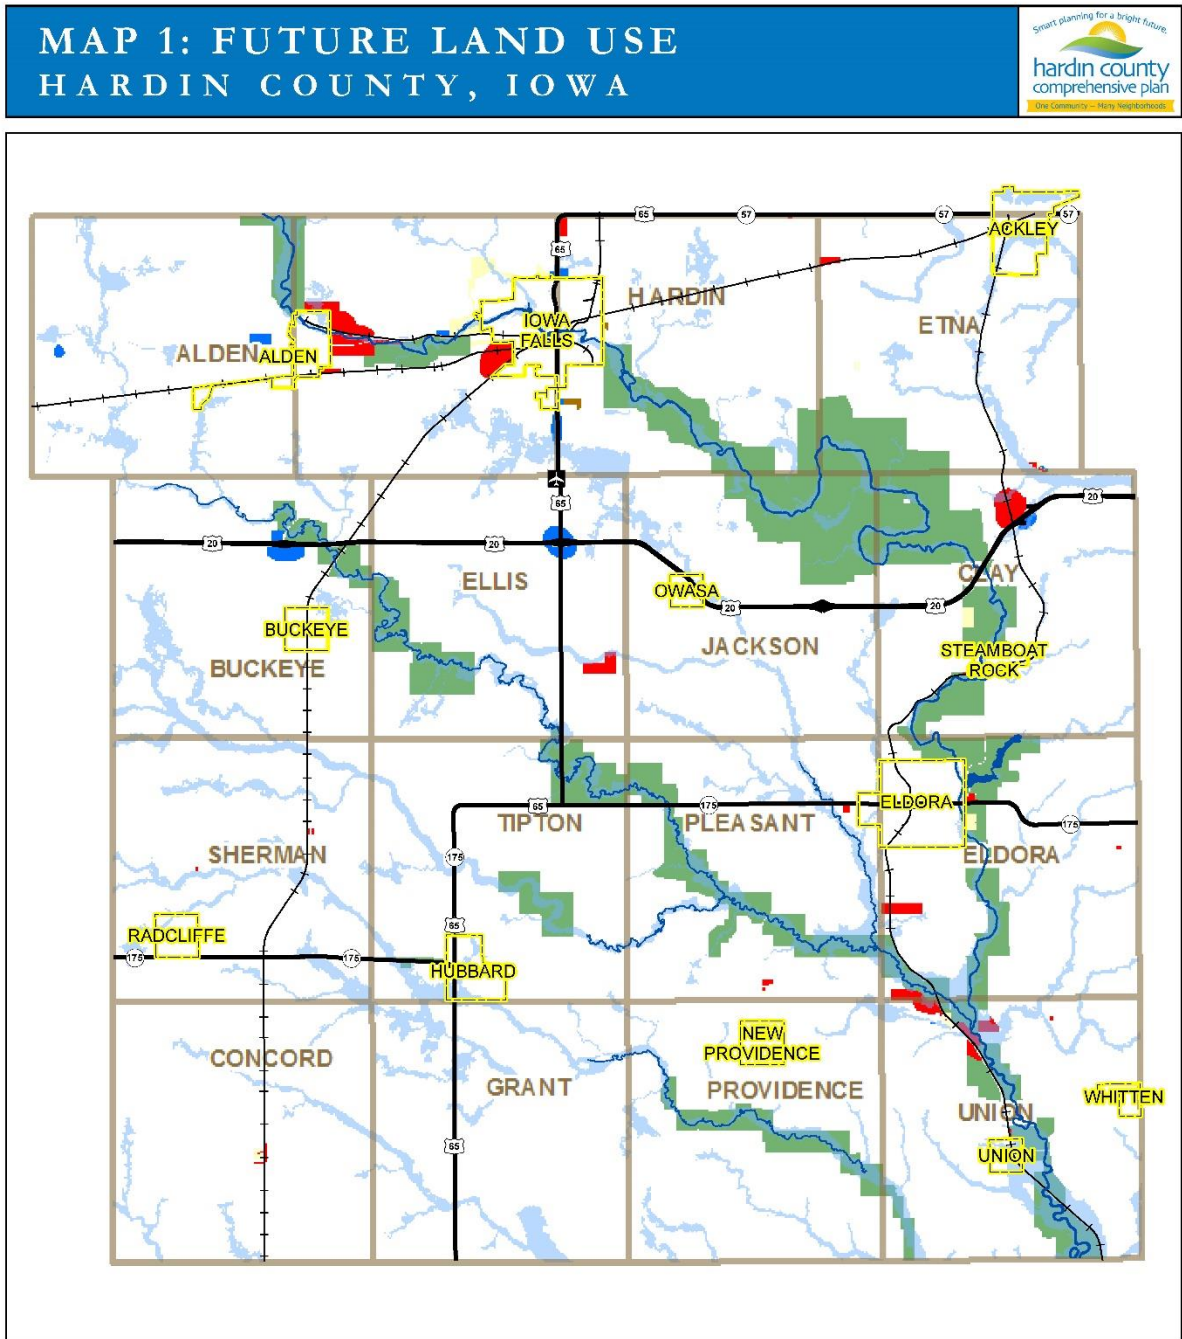 MAP 1: FUTURE LAND USE
HARDIN COUNTY, IOWA
Smart planning for a bright future.
hardin county
comprehensive plan
One Community — Many Neighborhoods
65
57
57
57
ACKLEY
65
HARDIN
IOWA
FALLS
ETNA
ALDEN
ALDEN
65
20
20
20
ELLIS
CLAY
OWASA
20
20
BUCKEYE
JACKSON
STEAMBOAT
ROCK
BUCKEYE
65
175
ELDORA
TIPTON
PLEASANT
175
SHERMAN
175
ELDORA
65
RADCLIFFE
175
175
HUBBARD
NEW
PROVIDENCE
CONCORD
GRANT
PROVIDENCE
WHITTEN
UNION
65
UNION